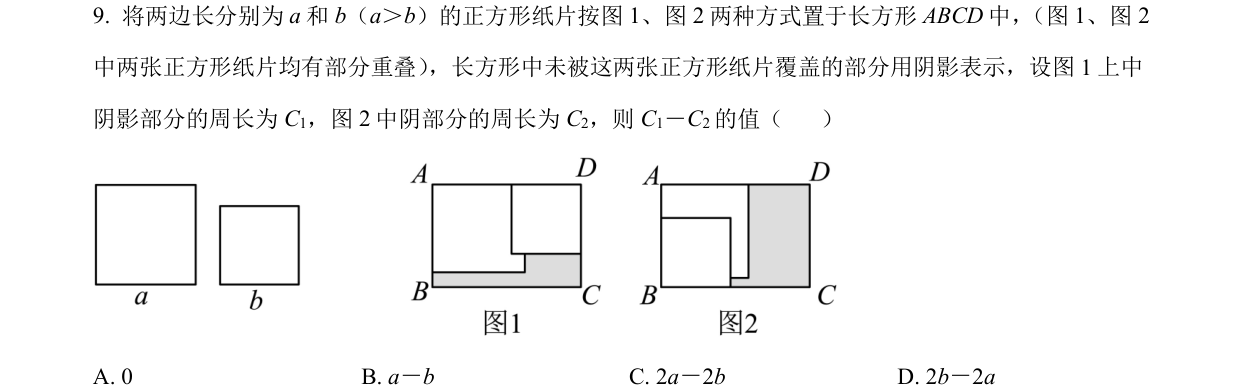 9. 将两边长分别为 a 和 b（a>b）的正方形纸片按图 1、图 2 两种方式置于长方形 ABCD 中，（图 1、图 2
中两张正方形纸片均有部分重叠），长方形中未被这两张正方形纸片覆盖的部分用阴影表示，设图 1 上中
阴影部分的周长为 C₁，图 2 中阴部分的周长为 C₂，则 C₁－C₂ 的值（　　）
A D A D
a b B C B C
图1 图2
A. 0 B. a－b C. 2a－2b D. 2b－2a